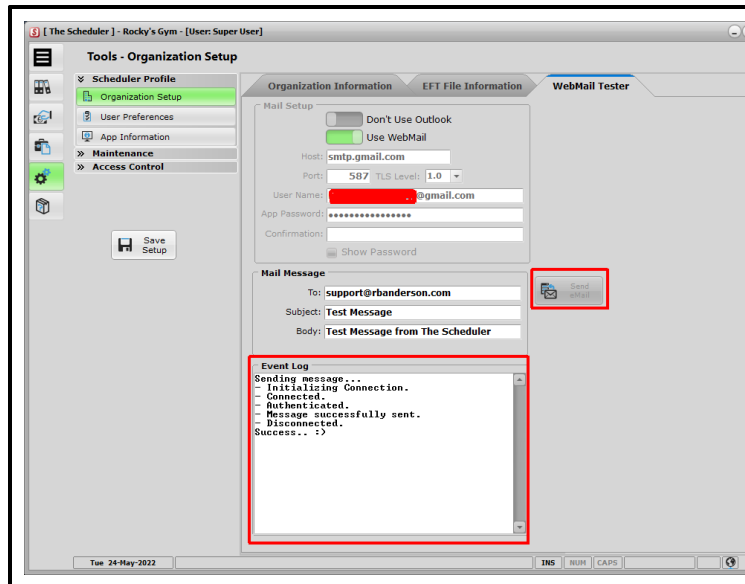 [ The Scheduler ] - Rocky's Gym - [User: Super User]
Tools - Organization Setup
Scheduler Profile
Organization Setup
User Preferences
App Information
Maintenance
Access Control
Save
Setup
Organization Information
EFT File Information
WebMail Tester
Mail Setup
Don't Use Outlook
Use WebMail
Host: smtp.gmail.com
Port: 587 TLS Level: 1.0
User Name: @gmail.com
App Password: ••••••••••••••••
Confirmation:
Show Password
Mail Message
To: support@rbanderson.com
Subject: Test Message
Body: Test Message from The Scheduler
Send
eMail
Event Log
Sending message...
- Initializing Connection.
- Connected.
- Authenticated.
- Message successfully sent.
- Disconnected.
Success.. :)
Tue 24-May-2022
INS NUM CAPS